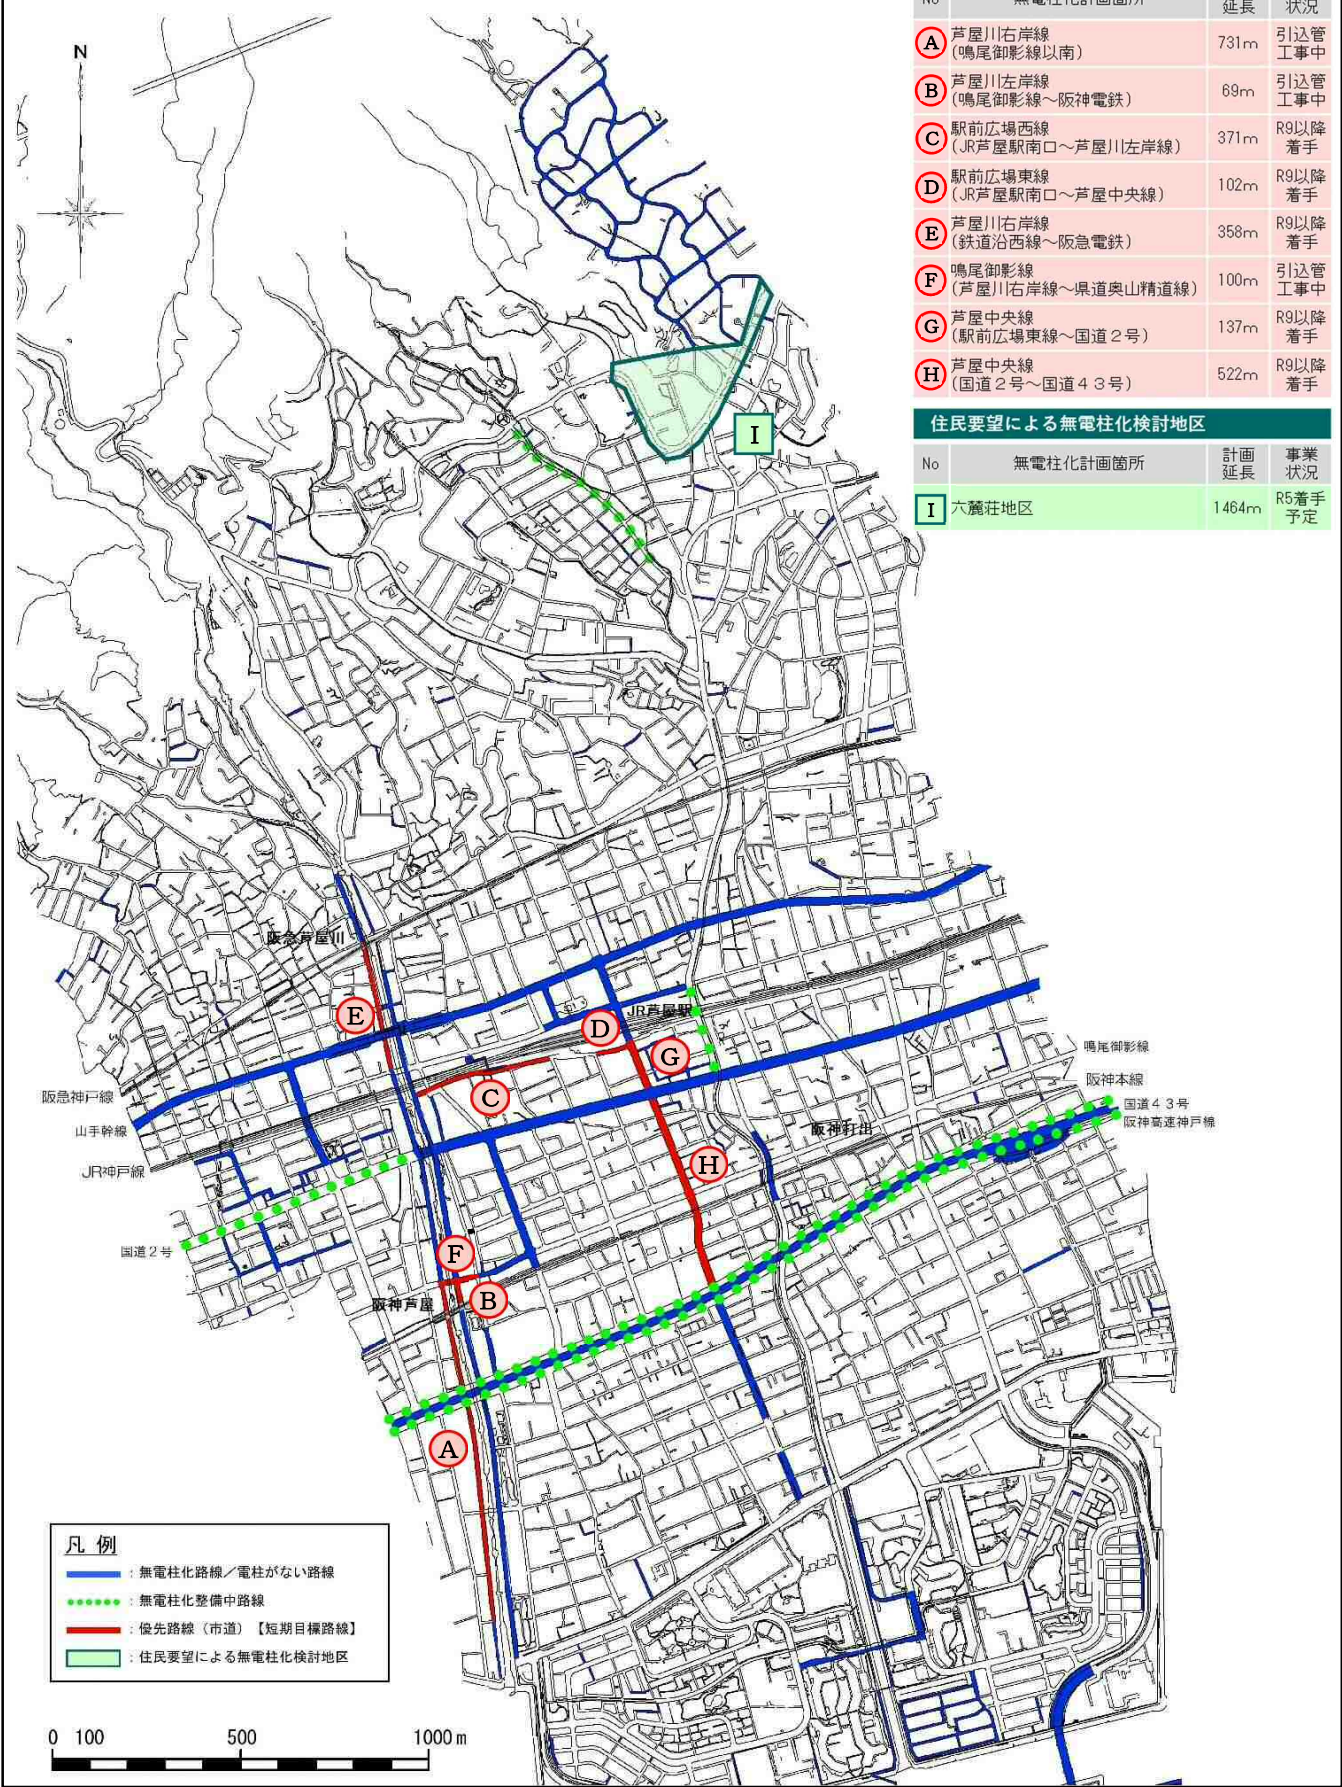 No 無電柱化計画箇所 延長 状況
A 芦屋川右岸線
(鳴尾御影線以南) 731m 引込管
工事中
B 芦屋川左岸線
(鳴尾御影線～阪神電鉄) 69m 引込管
工事中
C 駅前広場西線
(JR芦屋駅南口～芦屋川左岸線) 371m R9以降
着手
D 駅前広場東線
(JR芦屋駅南口～芦屋中央線) 102m R9以降
着手
E 芦屋川右岸線
(鉄道沿西線～阪急電鉄) 358m R9以降
着手
F 鳴尾御影線
(芦屋川右岸線～県道奥山精道線) 100m 引込管
工事中
G 芦屋中央線
(駅前広場東線～国道２号) 137m R9以降
着手
H 芦屋中央線
(国道２号～国道４３号) 522m R9以降
着手
住民要望による無電柱化検討地区
No 無電柱化計画箇所 計画
延長 事業
状況
I 六麓荘地区 1464m R5着手
予定
N
I
阪急芦屋川
E
JR芦屋駅
D
G
C
阪急神戸線
山手幹線
JR神戸線
国道２号
鳴尾御影線
阪神本線
国道４３号
阪神高速神戸線
阪神打出
H
F
B
阪神芦屋
A
凡 例
：無電柱化路線／電柱がない路線
：無電柱化整備中路線
：優先路線（市道）【短期目標路線】
：住民要望による無電柱化検討地区
0 100 500 1000m